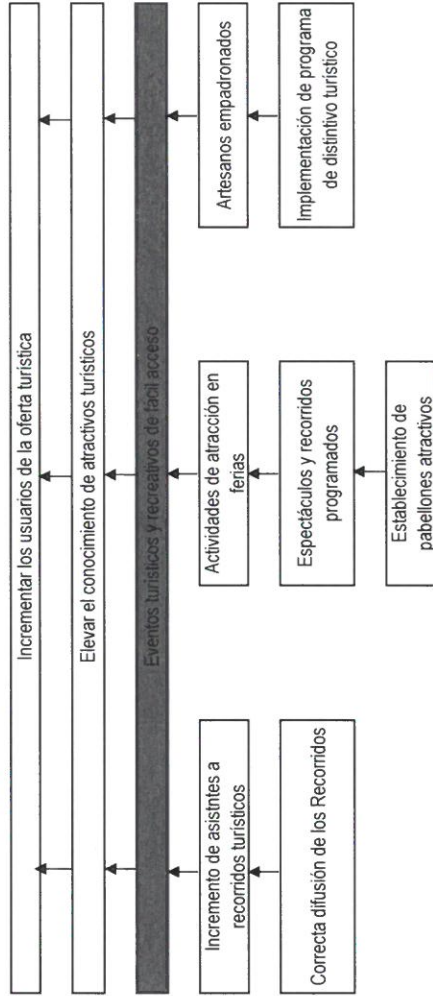 Incrementar los usuarios de la oferta turística
Elevar el conocimiento de atractivos turísticos
Eventos turísticos y recreativos de fácil acceso
Incremento de asistntes a
recorridos turísticos
Actividades de atracción en
ferias
Artesanos empadronados
Correcta difusión de los Recorridos
Espectáculos y recorridos
programados
Implementación de programa
de distintivo turístico
Establecimiento de
pabellones atractivos